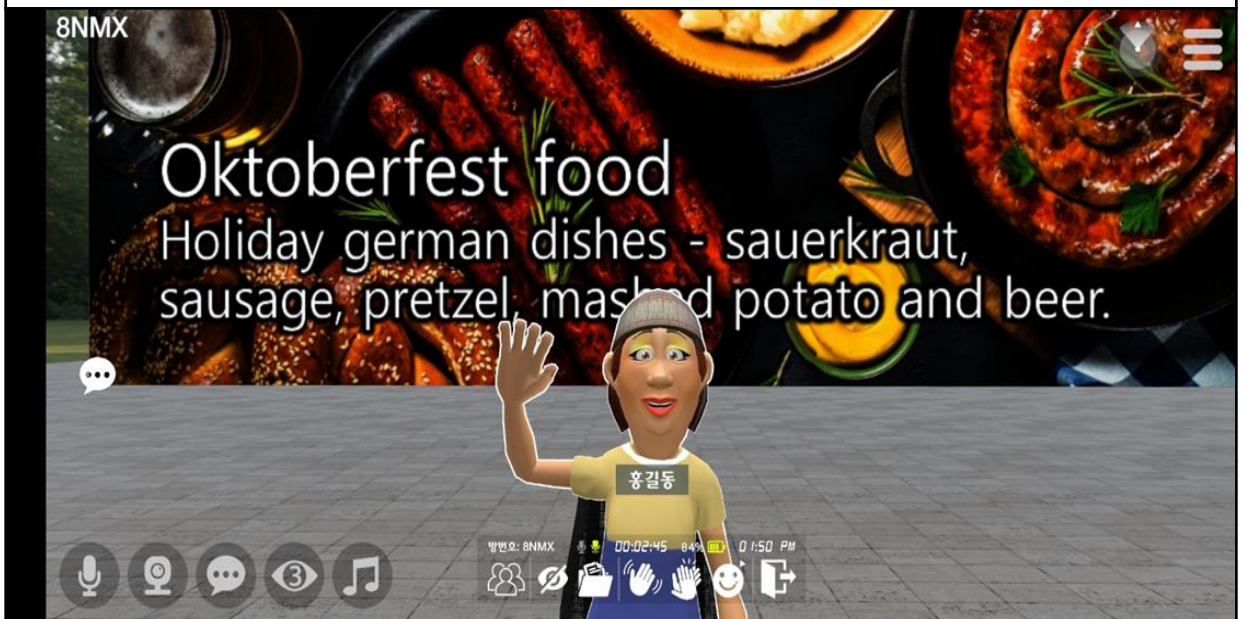 8NMX
Oktoberfest food
Holiday german dishes - sauerkraut,
sausage, pretzel, mashed potato and beer.
홍길동
방번호: 8NMX 00:02:45 84% 01:50 PM
3